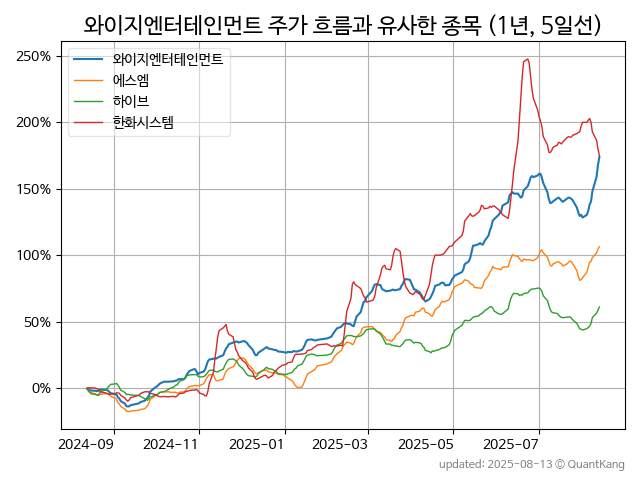 와이지엔터테인먼트 주가 흐름과 유사한 종목 (1년, 5일선)
250%
200%
150%
100%
50%
0%
와이지엔터테인먼트
에스엠
하이브
한화시스템
2024-09 2024-11 2025-01 2025-03 2025-05 2025-07
updated: 2025-08-13 © QuantKang